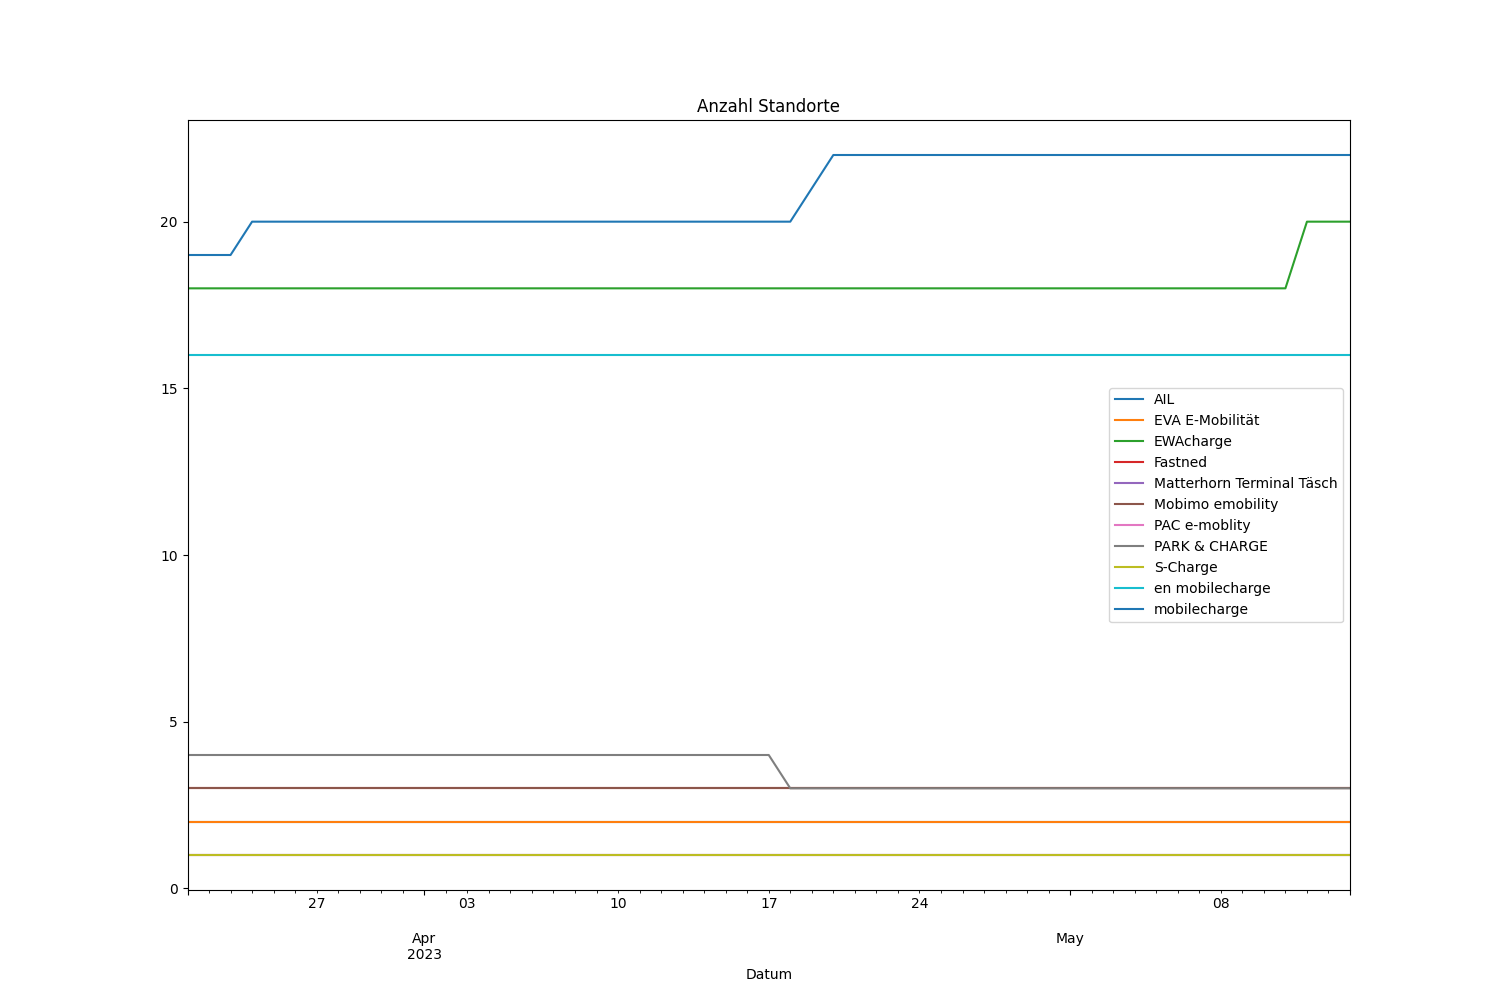 Anzahl Standorte
20
15
10
5
0
AIL
EVA E-Mobilität
EWAcharge
Fastned
Matterhorn Terminal Täsch
Mobimo emobility
PAC e-moblity
PARK & CHARGE
S-Charge
en mobilecharge
mobilecharge
27 03 10 17 24 08
Apr May
2023
Datum